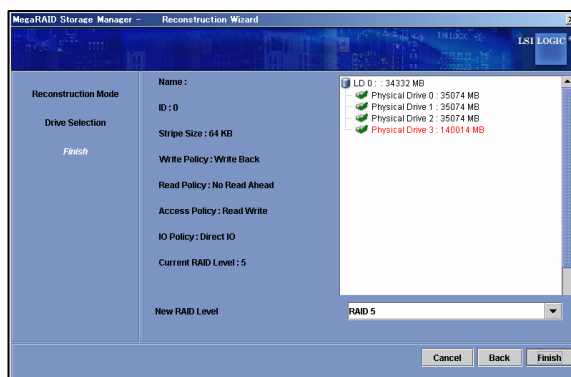 MegaRAID Storage Manager – Reconstruction Wizard
LSI LOGIC
Reconstruction Mode
Drive Selection
Finish
Name :
ID : 0
Stripe Size : 64 KB
Write Policy : Write Back
Read Policy : No Read Ahead
Access Policy : Read Write
IO Policy : Direct IO
Current RAID Level : 5
LD 0 : : 34332 MB
Physical Drive 0 : 35074 MB
Physical Drive 1 : 35074 MB
Physical Drive 2 : 35074 MB
Physical Drive 3 : 140014 MB
New RAID Level
RAID 5
Cancel Back Finish